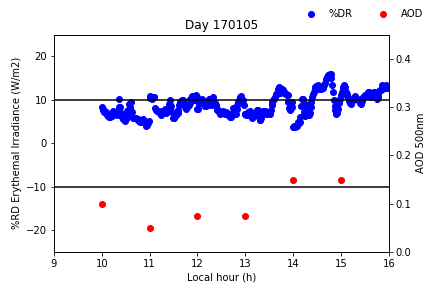 %DR AOD
Day 170105
%RD Erythemal Irradiance (W/m2)
20
10
0
−10
−20
0.4
0.3
0.2
0.1
0.0
AOD 500nm
9 10 11 12 13 14 15 16
Local hour (h)